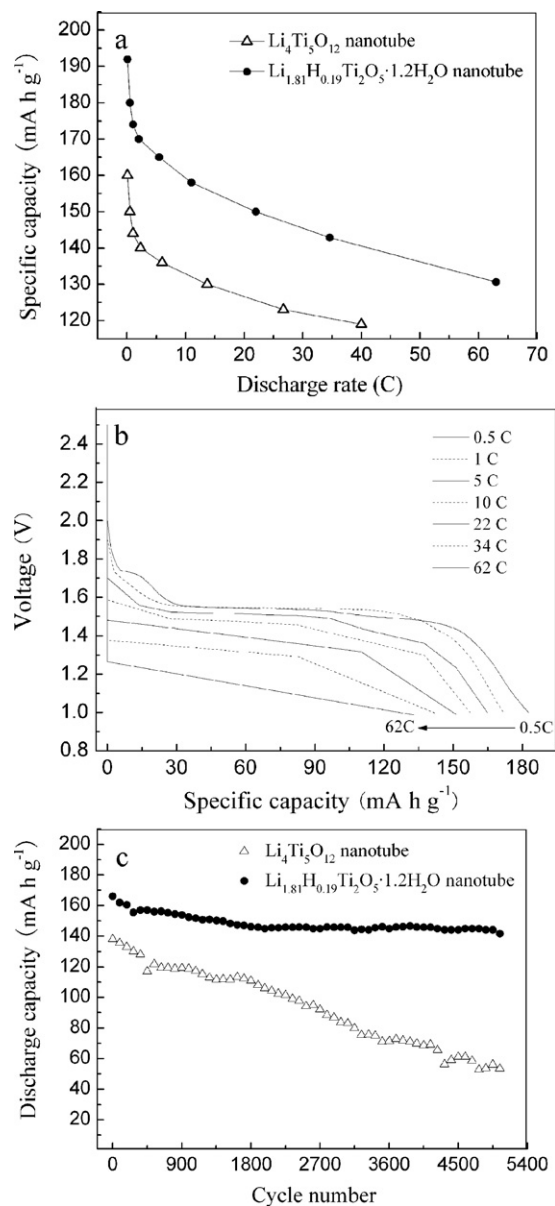 a
Li₄Ti₅O₁₂ nanotube
Li₁.₈₁H₀.₁₉Ti₂O₅·1.2H₂O nanotube
Specific capacity (mA h g⁻¹)
200
190
180
170
160
150
140
130
120
0 10 20 30 40 50 60 70
Discharge rate (C)
b
0.5 C
1 C
5 C
10 C
22 C
34 C
62 C
Voltage (V)
2.4
2.0
1.8
1.6
1.4
1.2
1.0
0.8
62C 0.5C
0 30 60 90 120 150 180
Specific capacity (mA h g⁻¹)
c
Li₄Ti₅O₁₂ nanotube
Li₁.₈₁H₀.₁₉Ti₂O₅·1.2H₂O nanotube
Discharge capacity (mA h g⁻¹)
200
180
160
140
120
100
80
60
40
20
0 900 1800 2700 3600 4500 5400
Cycle number